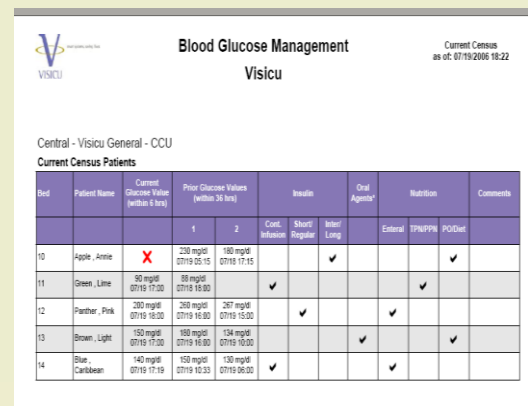 Blood Glucose Management
Visicu
Current Census
as of: 07/19/2006 18:22
VISICU
Central - Visicu General - CCU
Current Census Patients
Bed Patient Name Current Glucose Value (within 6 hrs) Prior Glucose Values (within 36 hrs) Insulin Oral Agents* Nutrition Comments
1 2 Cont. Infusion Short/ Regular Inter/ Long Enteral TPN/PPN PO/Diet
10 Apple , Annie 230 mg/dl 07/19 05:15 180 mg/dl 07/18 17:15
11 Green , Lime 90 mg/dl 07/19 17:00 88 mg/dl 07/18 18:00
12 Panther , Pink 200 mg/dl 07/19 18:00 260 mg/dl 07/19 16:00 267 mg/dl 07/19 15:00
13 Brown , Light 150 mg/dl 07/19 17:00 180 mg/dl 07/19 16:00 134 mg/dl 07/19 10:00
14 Blue , Caribbean 140 mg/dl 07/19 17:19 150 mg/dl 07/19 10:33 130 mg/dl 07/19 06:00